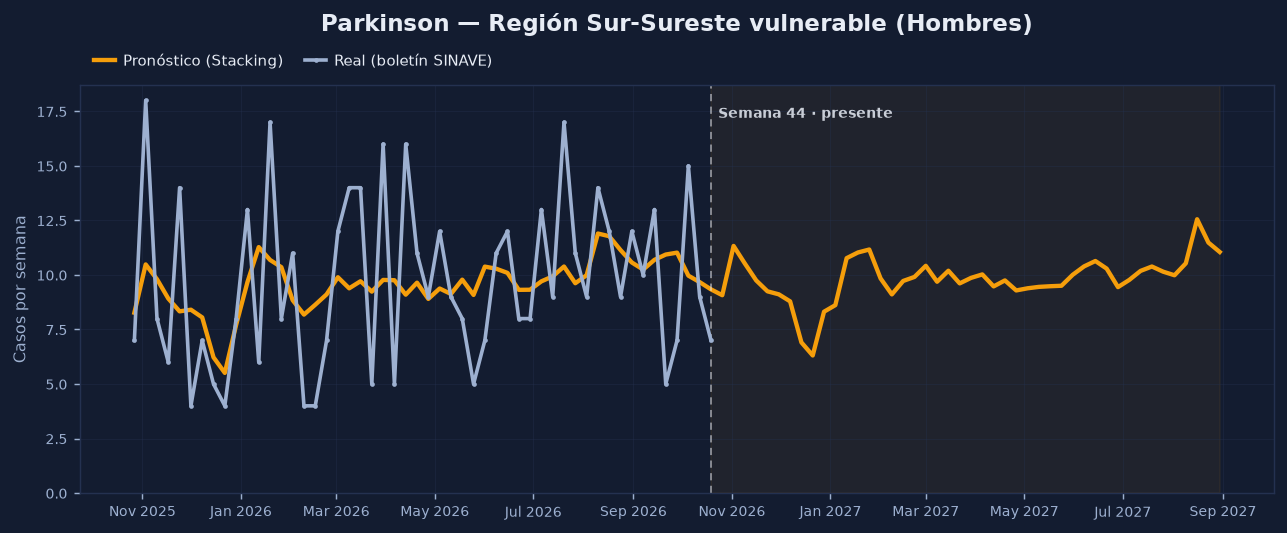 Parkinson — Región Sur-Sureste vulnerable (Hombres)
Pronóstico (Stacking)
Real (boletín SINAVE)
Semana 44 · presente
Casos por semana
17.5
15.0
12.5
10.0
7.5
5.0
2.5
0.0
Nov 2025
Jan 2026
Mar 2026
May 2026
Jul 2026
Sep 2026
Nov 2026
Jan 2027
Mar 2027
May 2027
Jul 2027
Sep 2027